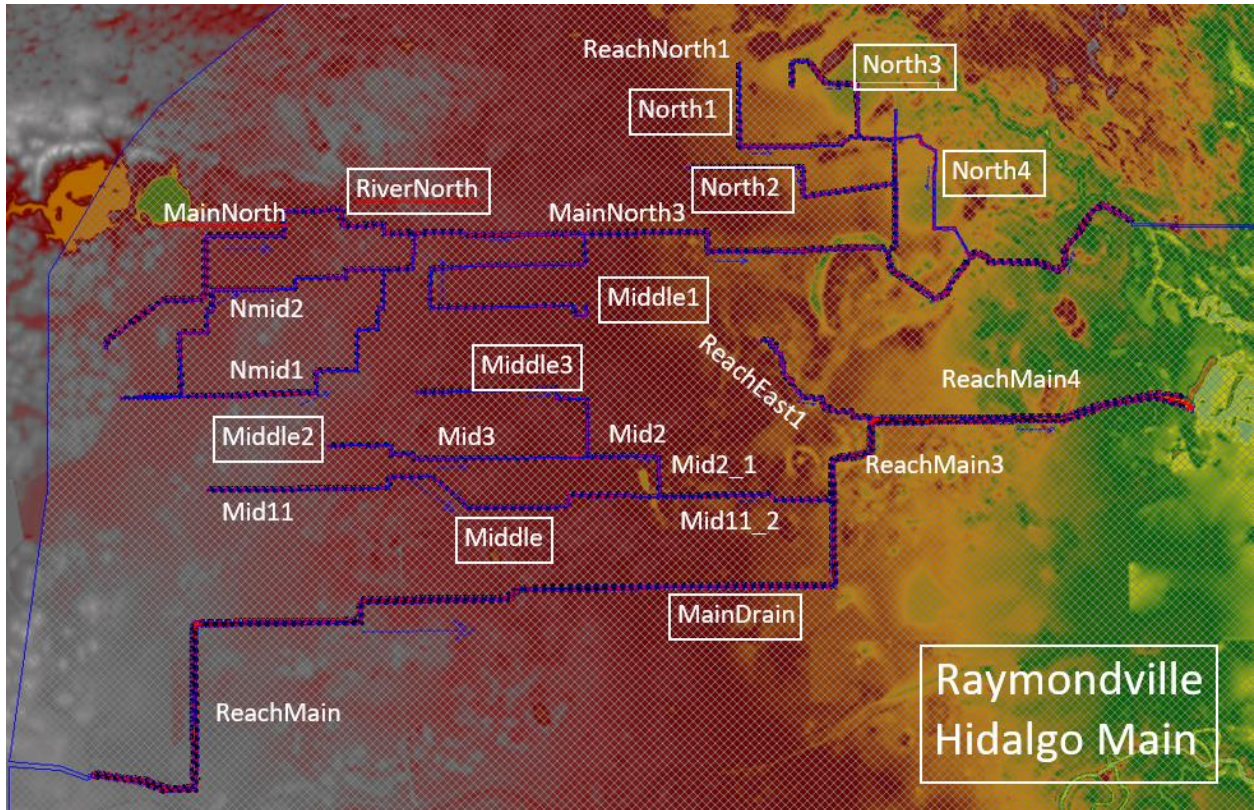 ReachNorth1
North3
North1
North4
North2
RiverNorth
MainNorth
MainNorth3
Middle1
Nmid2
Nmid1
Middle3
ReachEast1
ReachMain4
Middle2
Mid3
Mid2
Mid2_1
ReachMain3
Mid11
Mid11_2
Middle
MainDrain
ReachMain
Raymondville
Hidalgo Main